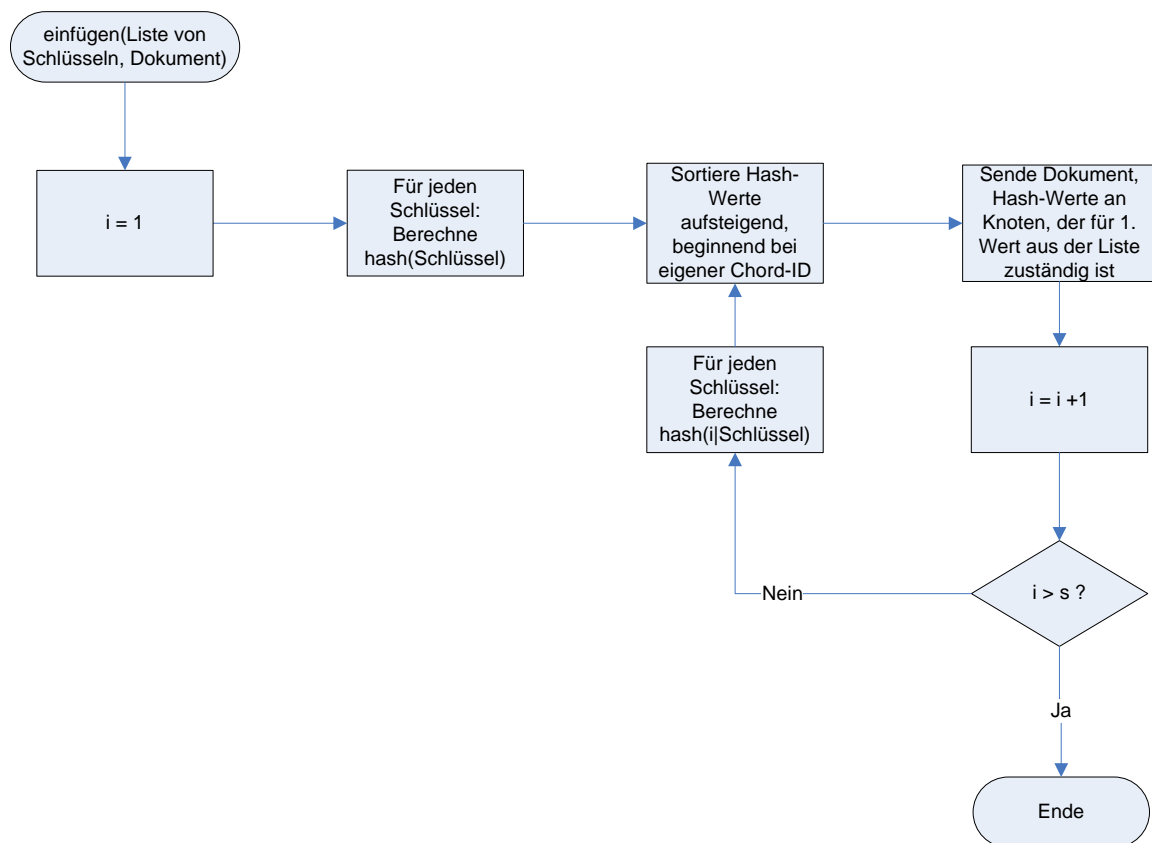 einfügen(Liste von
Schlüsseln, Dokument)
i = 1
Für jeden
Schlüssel:
Berechne
hash(Schlüssel)
Sortiere Hash-
Werte
aufsteigend,
beginnend bei
eigener Chord-ID
Sende Dokument,
Hash-Werte an
Knoten, der für 1.
Wert aus der Liste
zuständig ist
Für jeden
Schlüssel:
Berechne
hash(i|Schlüssel)
i = i +1
i > s ?
Nein
Ja
Ende